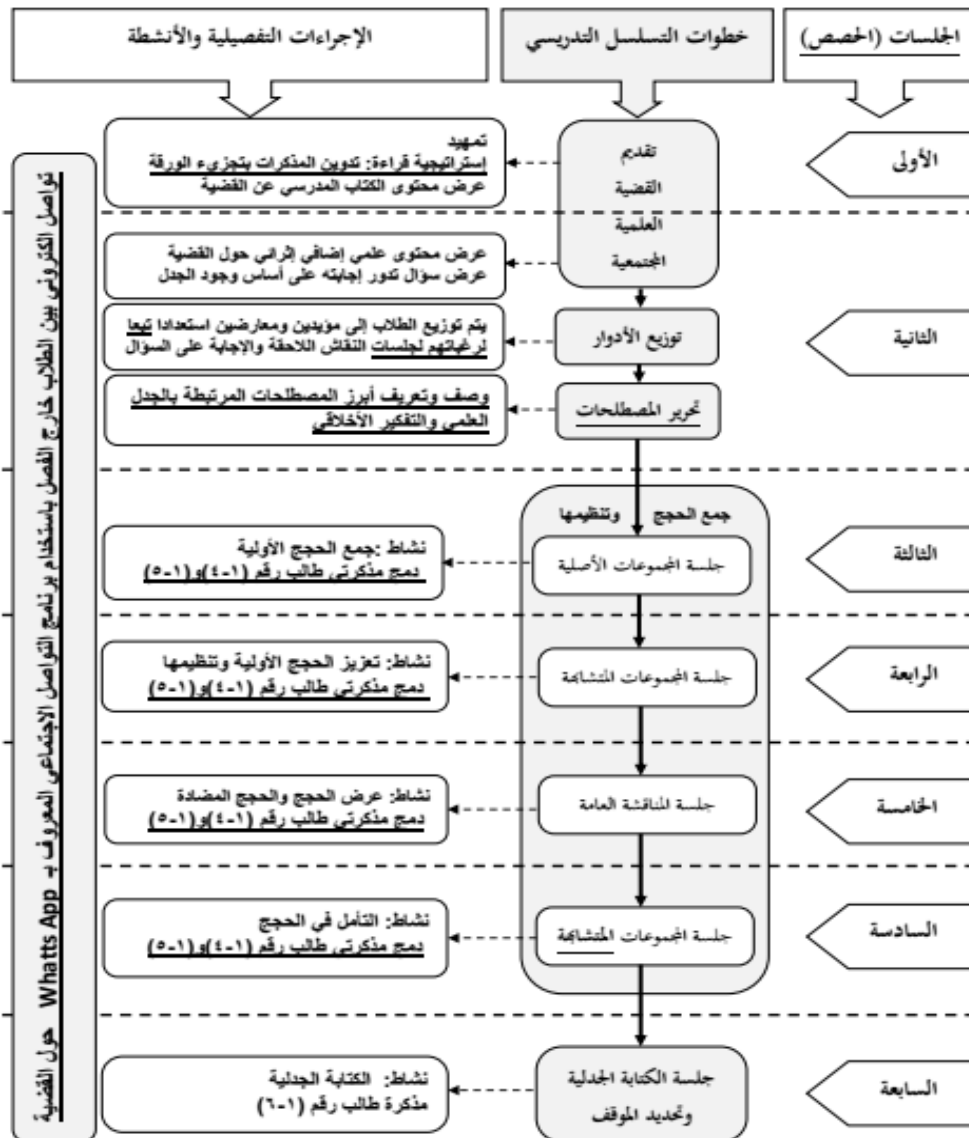 الجلسات (الحصص)
خطوات التسلسل التدريسي
الإجراءات التفصيلية والأنشطة
الأولى
تقديم
القضية
العلمية
المجتمعية
تمهيد
إستراتيجية قراءة: تدوين المذكرات بتجزيء الورقة
عرض محتوى الكتاب المدرسي عن القضية
عرض محتوى علمي إضافي إثرائي حول القضية
عرض سؤال تدور إجابته على أساس وجود الجدل
الثانية
توزيع الأدوار
يتم توزيع الطلاب إلى مؤيدين ومعارضين استعدادا تبعا
لرغباتهم لجلسات النقاش اللاحقة والإجابة على السؤال
تحرير المصطلحات
وصف وتعريف أبرز المصطلحات المرتبطة بالجدل
العلمي والتفكير الأخلاقي
جمع الحجج وتنظيمها
الثالثة
جلسة المجموعات الأصلية
نشاط :جمع الحجج الأولية
دمج مذكرتي طالب رقم (١-٤)و(١-٥)
الرابعة
جلسة المجموعات المتشابهة
نشاط: تعزيز الحجج الأولية وتنظيمها
دمج مذكرتي طالب رقم (١-٤)و(١-٥)
الخامسة
جلسة المناقشة العامة
نشاط: عرض الحجج والحجج المضادة
دمج مذكرتي طالب رقم (١-٤)و(١-٥)
السادسة
جلسة المجموعات المتشابهة
نشاط: التأمل في الحجج
دمج مذكرتي طالب رقم (١-٤)و(١-٥)
السابعة
جلسة الكتابة الجدلية
وتحديد الموقف
نشاط: الكتابة الجدلية
مذكرة طالب رقم (١-٦)
تواصل الكتروني بين الطلاب خارج الفصل باستخدام برنامج التواصل الاجتماعي المعروف بـ Whatts App حول القضية